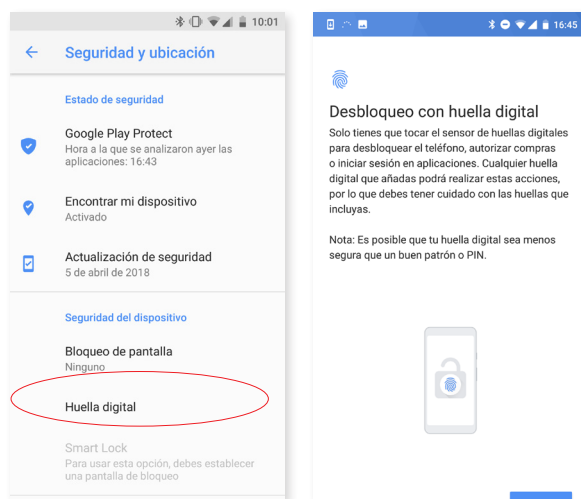 10:01
Seguridad y ubicación
Estado de seguridad
Google Play Protect
Hora a la que se analizaron ayer las
aplicaciones: 16:43
Encontrar mi dispositivo
Activado
Actualización de seguridad
5 de abril de 2018
Seguridad del dispositivo
Bloqueo de pantalla
Ninguno
Huella digital
Smart Lock
Para usar esta opción, debes establecer
una pantalla de bloqueo
16:45
Desbloqueo con huella digital
Solo tienes que tocar el sensor de huellas digitales
para desbloquear el teléfono, autorizar compras
o iniciar sesión en aplicaciones. Cualquier huella
digital que añadas podrá realizar estas acciones,
por lo que debes tener cuidado con las huellas que
incluyas.
Nota: Es posible que tu huella digital sea menos
segura que un buen patrón o PIN.